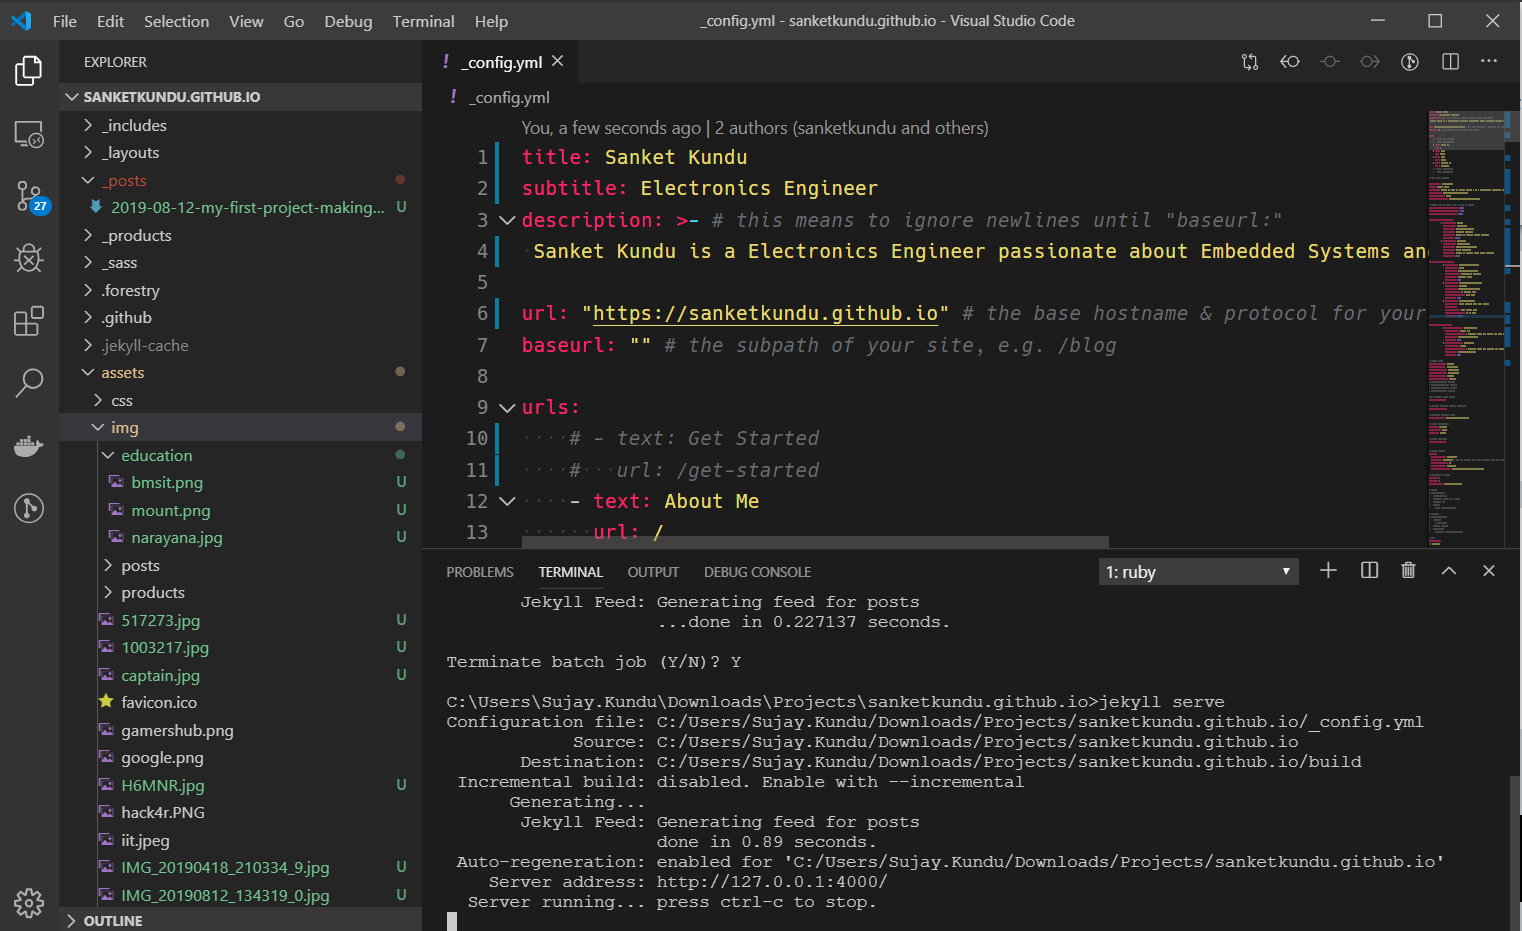 File Edit Selection View Go Debug Terminal Help
_config.yml - sanketkundu.github.io - Visual Studio Code
EXPLORER
SANKETKUNDU.GITHUB.IO
_includes
_layouts
_posts
2019-08-12-my-first-project-making... U
_products
_sass
.forestry
.github
.jekyll-cache
assets
css
img
education
bmsit.png U
mount.png U
narayana.jpg U
posts
products
517273.jpg U
1003217.jpg U
captain.jpg U
favicon.ico
gamershub.png
google.png
H6MNR.jpg U
hack4r.PNG
iit.jpeg
IMG_20190418_210334_9.jpg U
IMG_20190812_134319_0.jpg U
OUTLINE
27
! _config.yml
! _config.yml
You, a few seconds ago | 2 authors (sanketkundu and others)
1 title: Sanket Kundu
2 subtitle: Electronics Engineer
3 description: >- # this means to ignore newlines until "baseurl:"
4 Sanket Kundu is a Electronics Engineer passionate about Embedded Systems an
5
6 url: "https://sanketkundu.github.io" # the base hostname & protocol for your
7 baseurl: "" # the subpath of your site, e.g. /blog
8
9 urls:
10 # - text: Get Started
11 # url: /get-started
12 - text: About Me
13 url: /
PROBLEMS TERMINAL OUTPUT DEBUG CONSOLE
1: ruby
Jekyll Feed: Generating feed for posts
...done in 0.227137 seconds.
Terminate batch job (Y/N)? Y
C:\Users\Sujay.Kundu\Downloads\Projects\sanketkundu.github.io>jekyll serve
Configuration file: C:/Users/Sujay.Kundu/Downloads/Projects/sanketkundu.github.io/_config.yml
Source: C:/Users/Sujay.Kundu/Downloads/Projects/sanketkundu.github.io
Destination: C:/Users/Sujay.Kundu/Downloads/Projects/sanketkundu.github.io/build
Incremental build: disabled. Enable with --incremental
Generating...
Jekyll Feed: Generating feed for posts
done in 0.89 seconds.
Auto-regeneration: enabled for 'C:/Users/Sujay.Kundu/Downloads/Projects/sanketkundu.github.io'
Server address: http://127.0.0.1:4000/
Server running... press ctrl-c to stop.